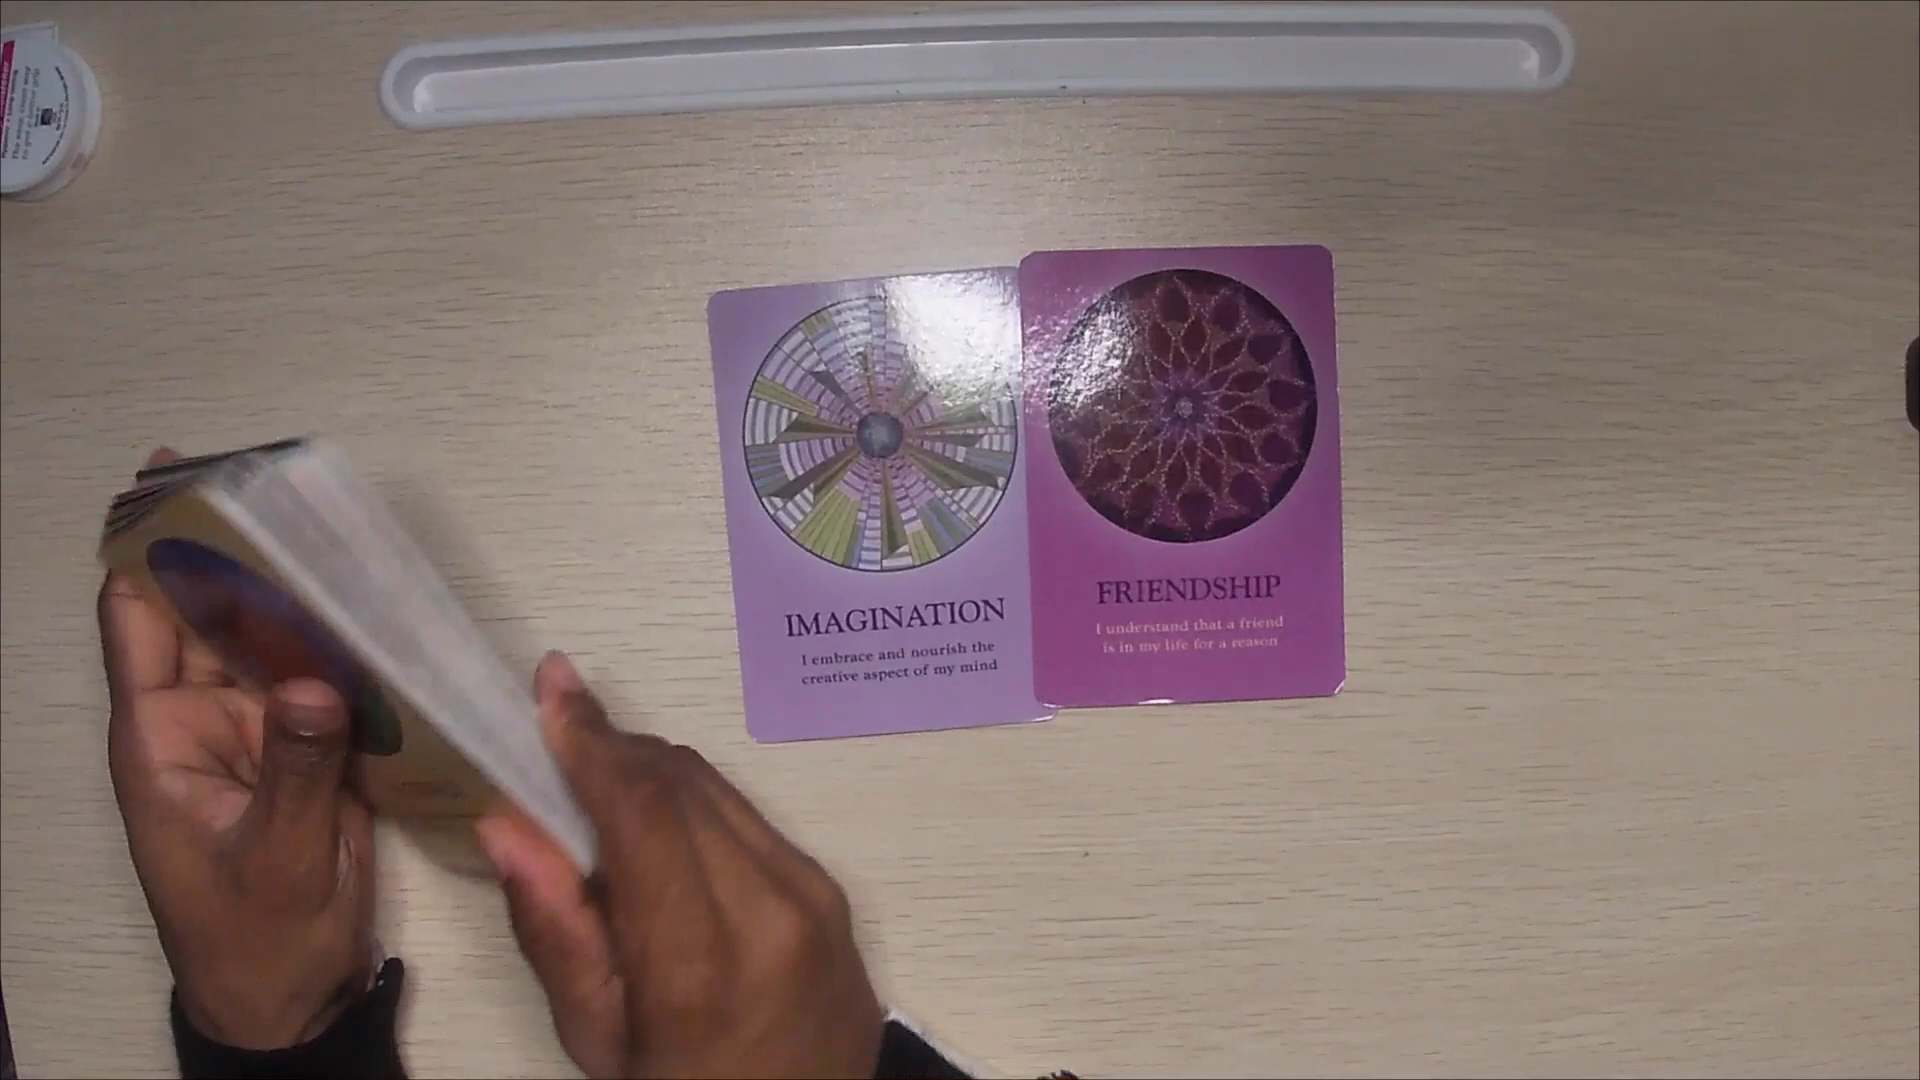 IMAGINATION
I embrace and nourish the
creative aspect of my mind
FRIENDSHIP
I understand that a friend
is in my life for a reason